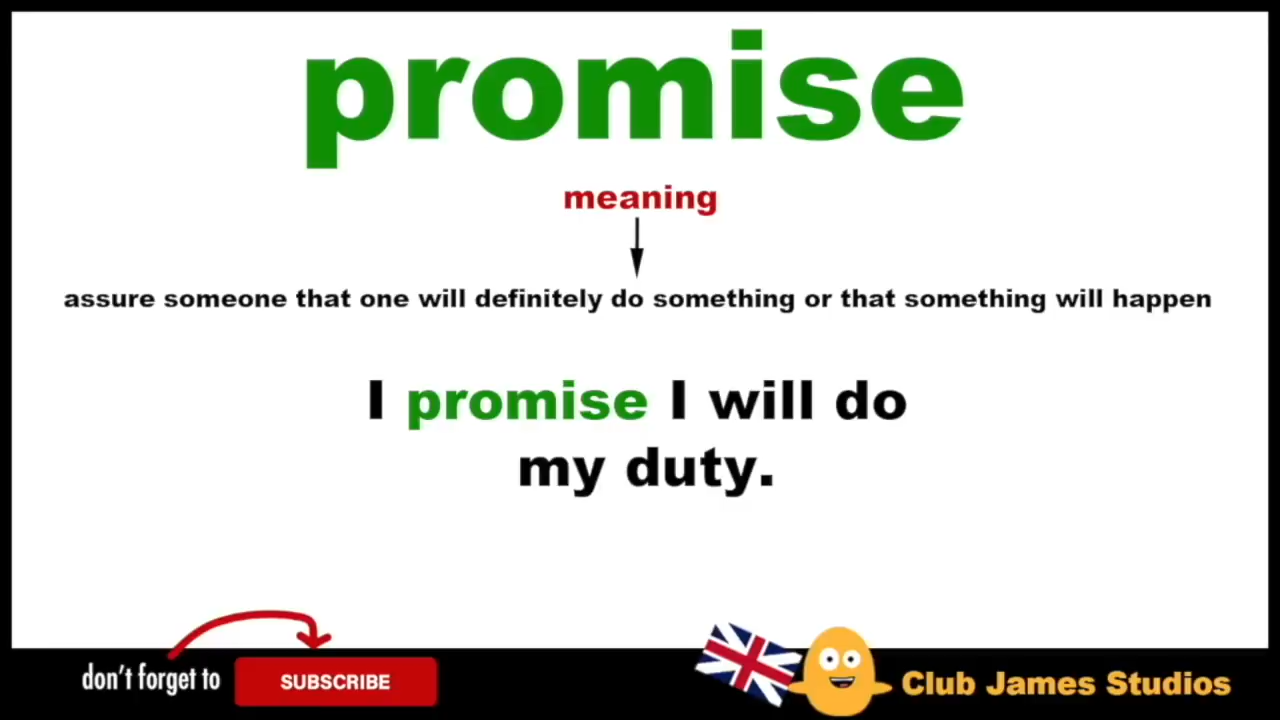 promise
meaning
assure someone that one will definitely do something or that something will happen
I promise I will do
my duty.
don't forget to
SUBSCRIBE
Club James Studios